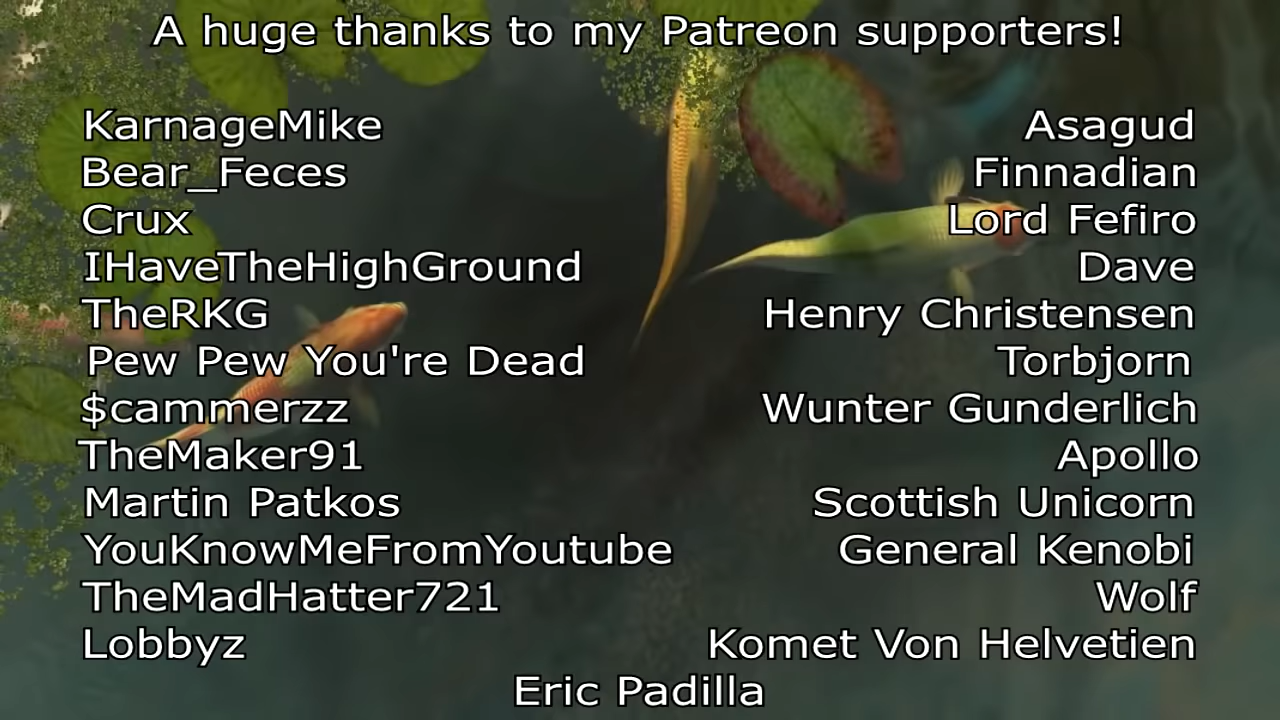 A huge thanks to my Patreon supporters!
KarnageMike
Bear_Feces
Crux
IHaveTheHighGround
TheRKG
Pew Pew You're Dead
$cammerzz
TheMaker91
Martin Patkos
YouKnowMeFromYoutube
TheMadHatter721
Lobbyz
Asagud
Finnadian
Lord Fefiro
Dave
Henry Christensen
Torbjorn
Wunter Gunderlich
Apollo
Scottish Unicorn
General Kenobi
Wolf
Komet Von Helvetien
Eric Padilla